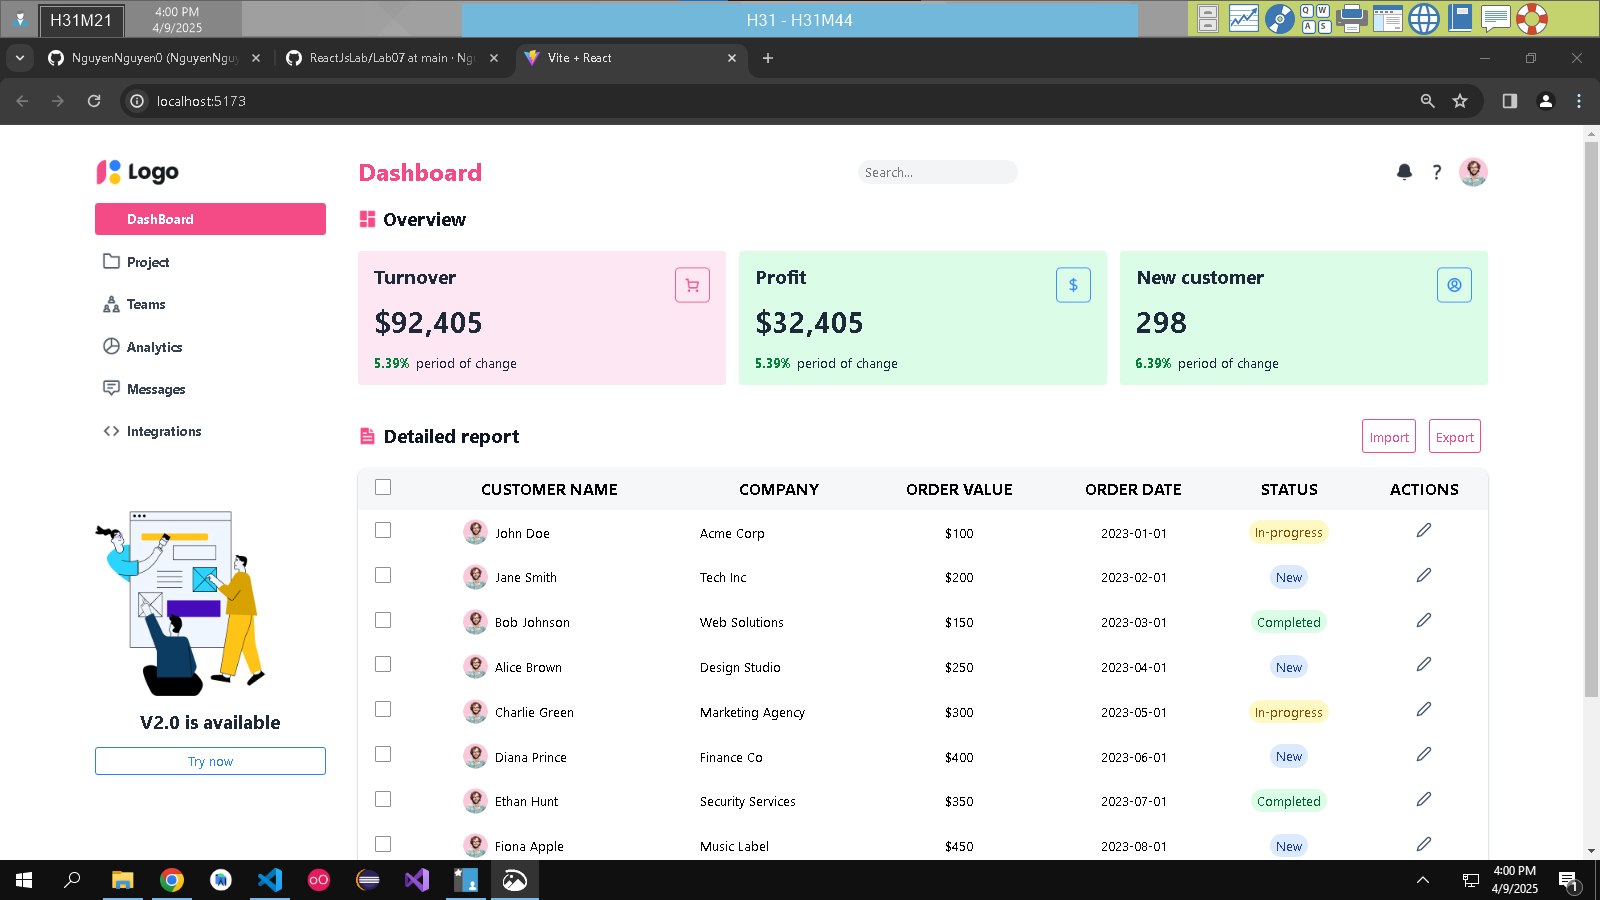 H31M21
4:00 PM
4/9/2025
H31 - H31M44
Q W
A S
NguyenNguyen0 (NguyenNguy
ReactJsLab/Lab07 at main · Ng
Vite + React
localhost:5173
Logo
Dashboard
Search...
?
DashBoard
Project
Teams
Analytics
Messages
Integrations
V2.0 is available
Try now
Overview
Turnover
$92,405
5.39% period of change
Profit
$
$32,405
5.39% period of change
New customer
298
6.39% period of change
Detailed report
Import
Export
CUSTOMER NAME COMPANY ORDER VALUE ORDER DATE STATUS ACTIONS
John Doe Acme Corp $100 2023-01-01 In-progress
Jane Smith Tech Inc $200 2023-02-01 New
Bob Johnson Web Solutions $150 2023-03-01 Completed
Alice Brown Design Studio $250 2023-04-01 New
Charlie Green Marketing Agency $300 2023-05-01 In-progress
Diana Prince Finance Co $400 2023-06-01 New
Ethan Hunt Security Services $350 2023-07-01 Completed
Fiona Apple Music Label $450 2023-08-01 New
4:00 PM
4/9/2025
1